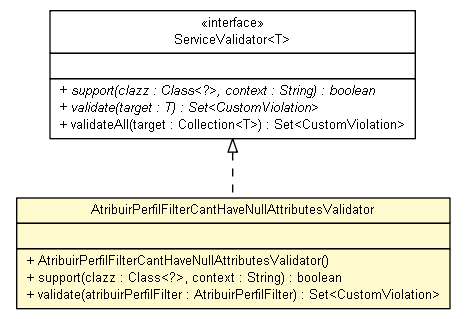 «interface»
ServiceValidator<T>
+ support(clazz : Class<?>, context : String) : boolean
+ validate(target : T) : Set<CustomViolation>
+ validateAll(target : Collection<T>) : Set<CustomViolation>
AtribuirPerfilFilterCantHaveNullAttributesValidator
+ AtribuirPerfilFilterCantHaveNullAttributesValidator()
+ support(clazz : Class<?>, context : String) : boolean
+ validate(atribuirPerfilFilter : AtribuirPerfilFilter) : Set<CustomViolation>